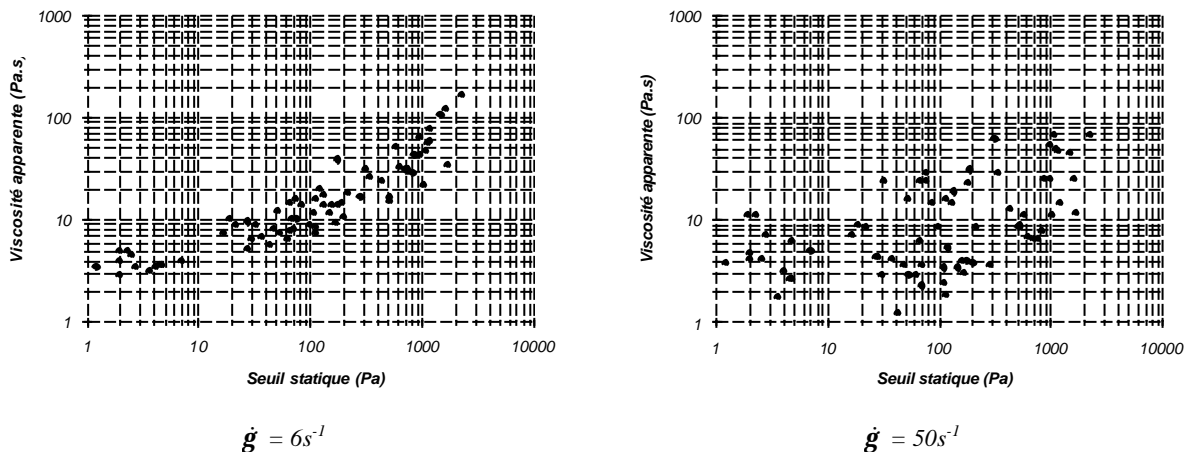 1000
100
10
1
Viscosité apparente (Pa.s)
1 10 100 1000 10000
Seuil statique (Pa)
ġ = 6s-1
1000
100
10
1
Viscosité apparente (Pa.s)
1 10 100 1000 10000
Seuil statique (Pa)
ġ = 50s-1